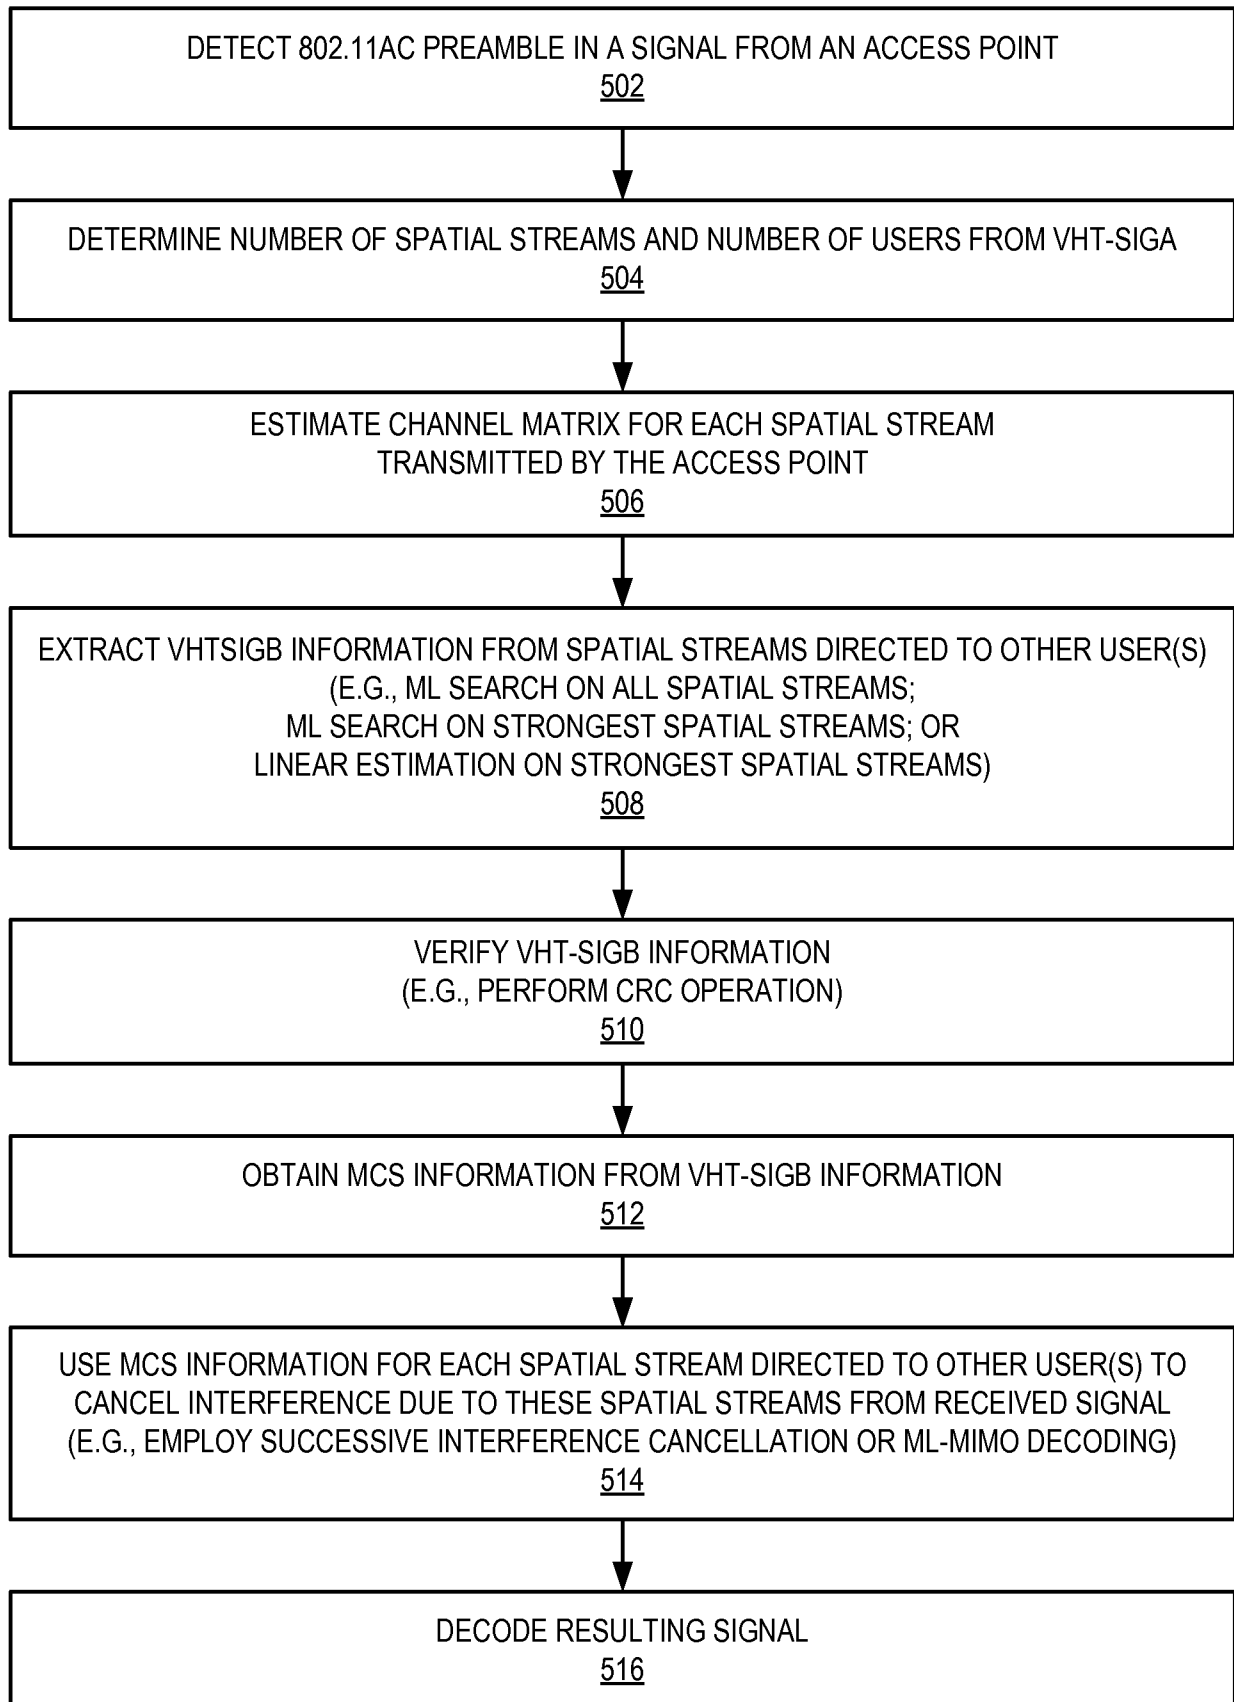 DETECT 802.11AC PREAMBLE IN A SIGNAL FROM AN ACCESS POINT
502
DETERMINE NUMBER OF SPATIAL STREAMS AND NUMBER OF USERS FROM VHT-SIGA
504
ESTIMATE CHANNEL MATRIX FOR EACH SPATIAL STREAM
TRANSMITTED BY THE ACCESS POINT
506
EXTRACT VHTSIGB INFORMATION FROM SPATIAL STREAMS DIRECTED TO OTHER USER(S)
(E.G., ML SEARCH ON ALL SPATIAL STREAMS;
ML SEARCH ON STRONGEST SPATIAL STREAMS; OR
LINEAR ESTIMATION ON STRONGEST SPATIAL STREAMS)
508
VERIFY VHT-SIGB INFORMATION
(E.G., PERFORM CRC OPERATION)
510
OBTAIN MCS INFORMATION FROM VHT-SIGB INFORMATION
512
USE MCS INFORMATION FOR EACH SPATIAL STREAM DIRECTED TO OTHER USER(S) TO
CANCEL INTERFERENCE DUE TO THESE SPATIAL STREAMS FROM RECEIVED SIGNAL
(E.G., EMPLOY SUCCESSIVE INTERFERENCE CANCELLATION OR ML-MIMO DECODING)
514
DECODE RESULTING SIGNAL
516